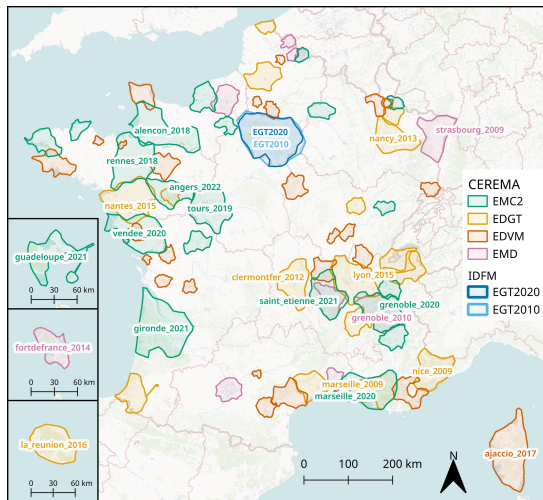 alencon_2018
EGT2020
EGT2010
nancy_2013
strasbourg_2009
rennes_2018
angers_2022
nantes_2015
tours_2019
vendee_2020
CEREMA
EMC2
EDGT
EDVM
EMD
IDFM
EGT2020
EGT2010
guadeloupe_2021
0 30 60 km
clermontfer_2012
lyon_2015
saint_etienne_2021
grenoble_2020
grenoble_2010
gironde_2021
fortdefrance_2014
0 30 60 km
nice_2009
marseille_2009
marseille_2020
la_reunion_2016
0 30 60 km
ajaccio_2017
N
0 100 200 km